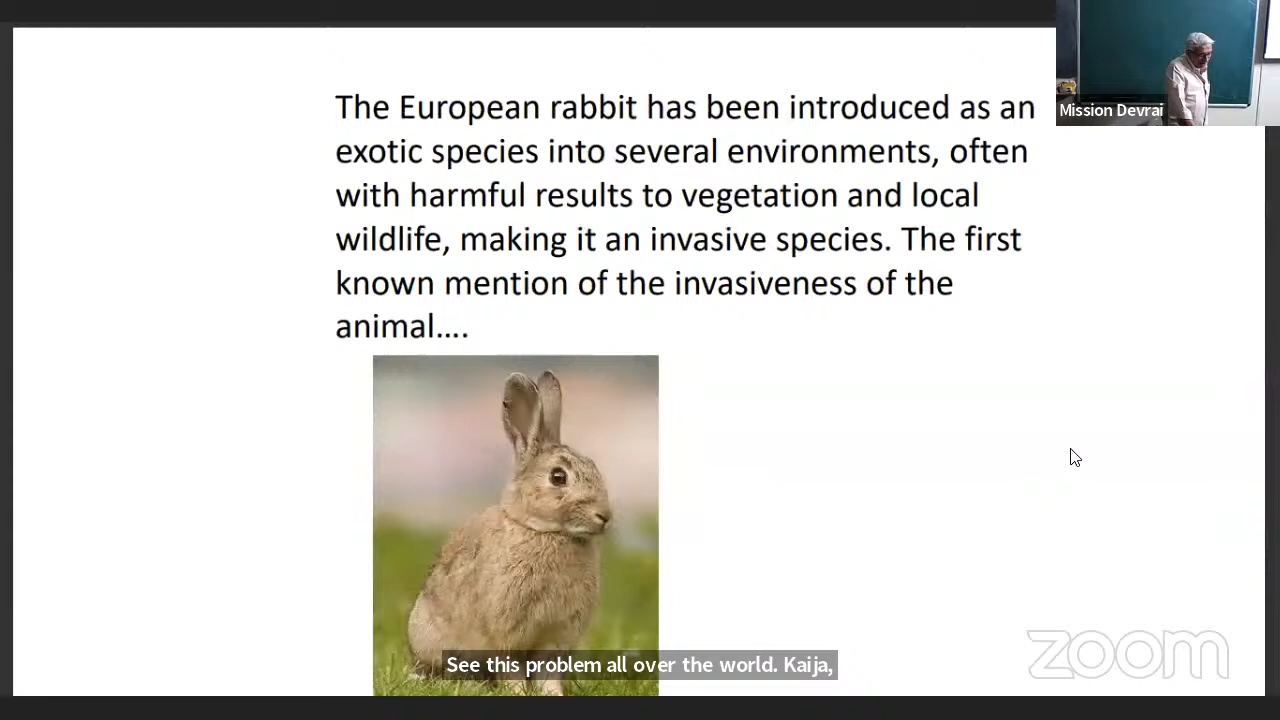 The European rabbit has been introduced as an
exotic species into several environments, often
with harmful results to vegetation and local
wildlife, making it an invasive species. The first
known mention of the invasiveness of the
animal....
Mission Devrai
See this problem all over the world. Kaija,
zoom